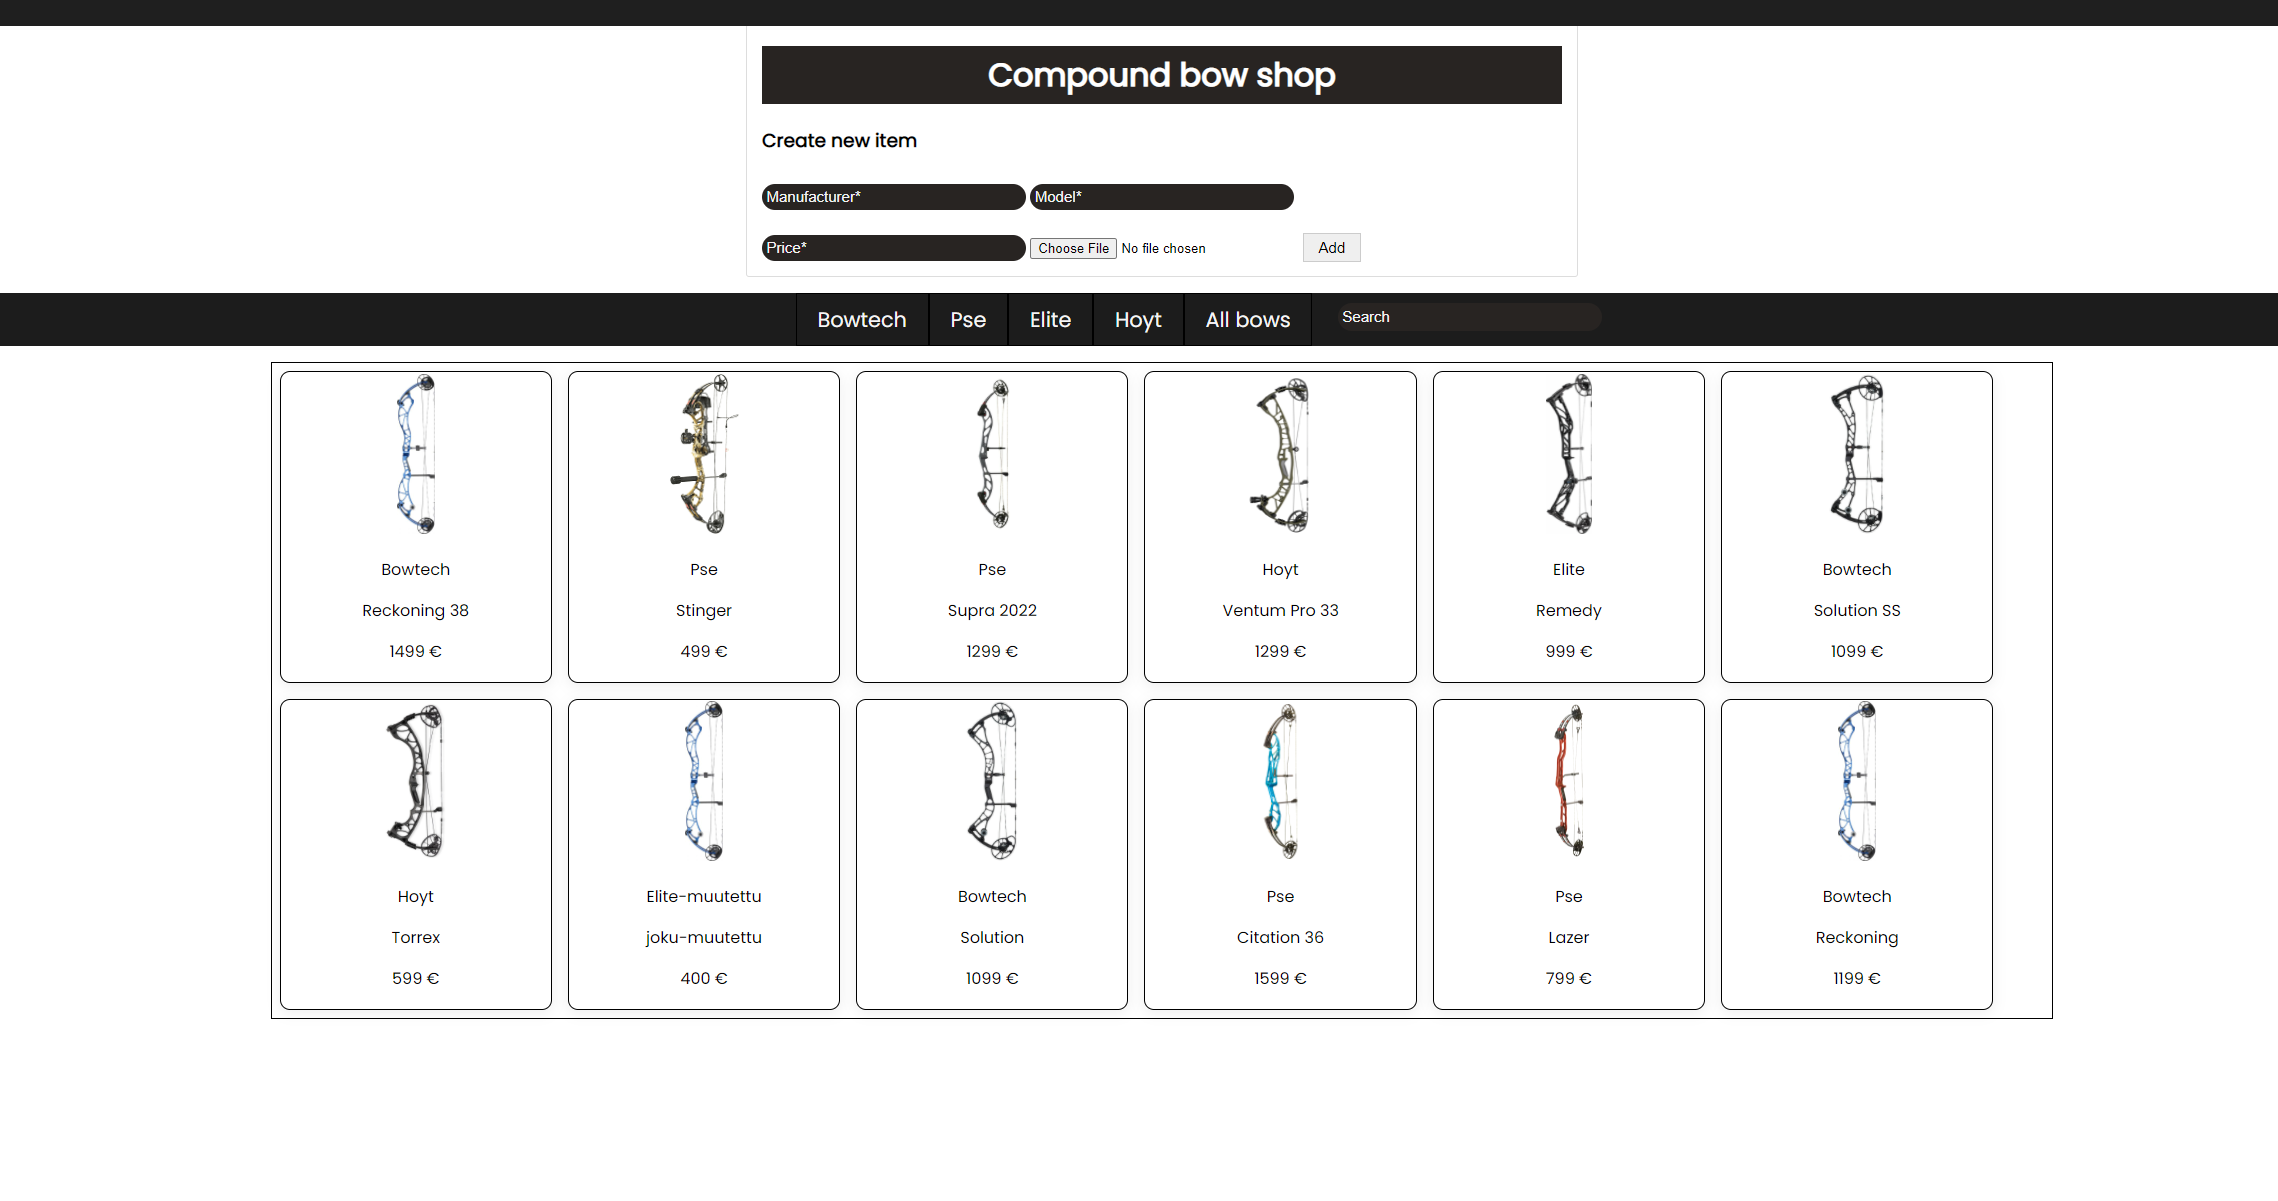 Compound bow shop
Create new item
Manufacturer* Model*
Price* Choose File No file chosen Add
Bowtech Pse Elite Hoyt All bows Search
Bowtech Pse Pse Hoyt Elite Bowtech
Reckoning 38 Stinger Supra 2022 Ventum Pro 33 Remedy Solution SS
1499 € 499 € 1299 € 1299 € 999 € 1099 €
Hoyt Elite-muutettu Bowtech Pse Pse Bowtech
Torrex joku-muutettu Solution Citation 36 Lazer Reckoning
599 € 400 € 1099 € 1599 € 799 € 1199 €